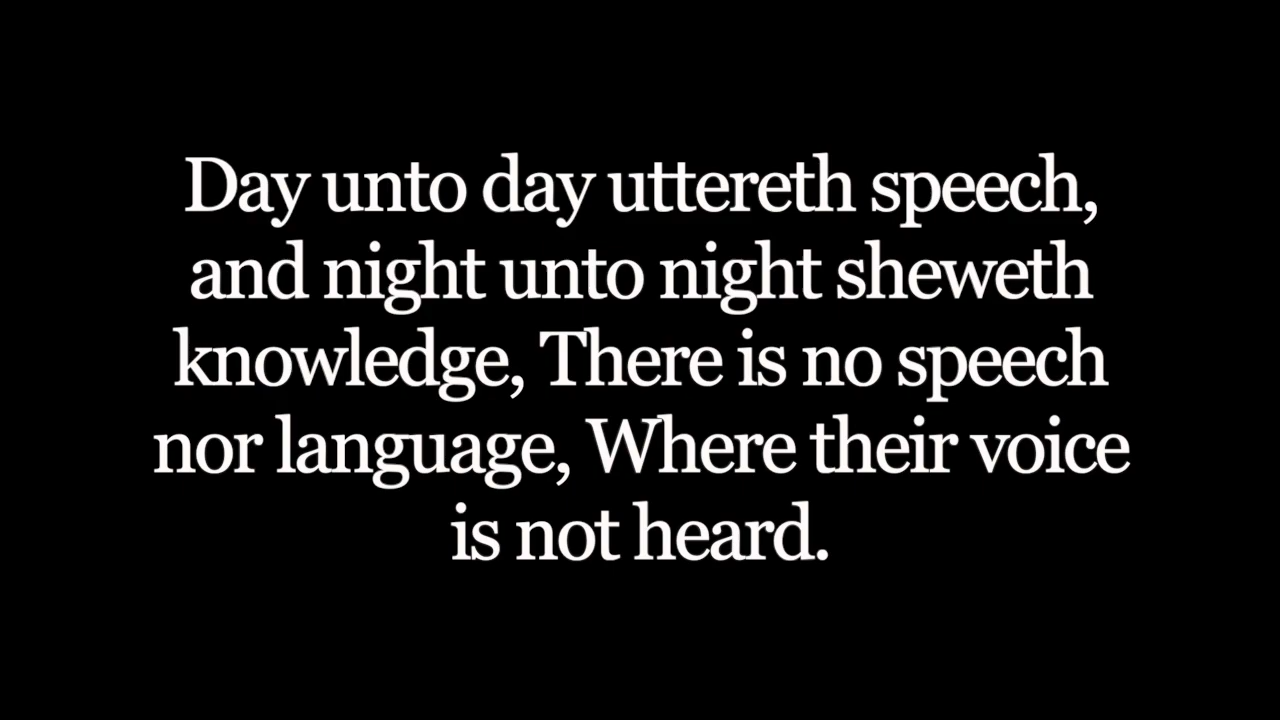 Day unto day uttereth speech,
and night unto night sheweth
knowledge, There is no speech
nor language, Where their voice
is not heard.